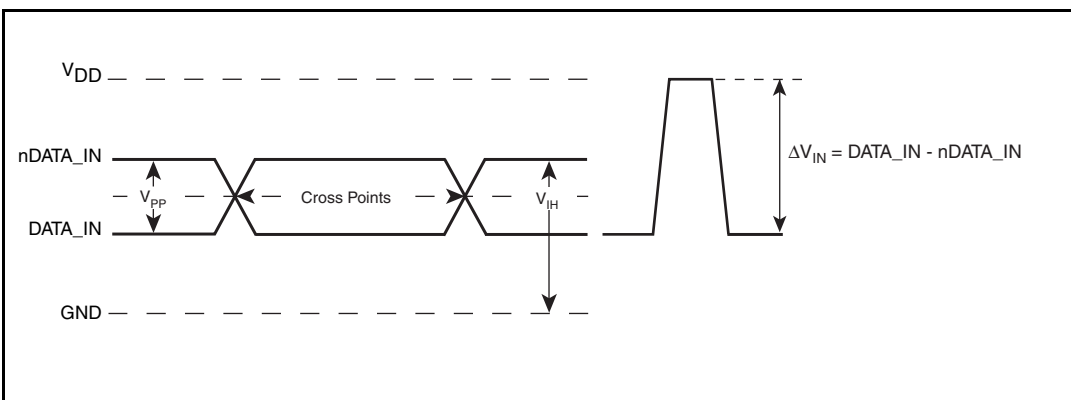 VDD
nDATA_IN
VPP
Cross Points
VIH
DATA_IN
GND
ΔVIN = DATA_IN - nDATA_IN